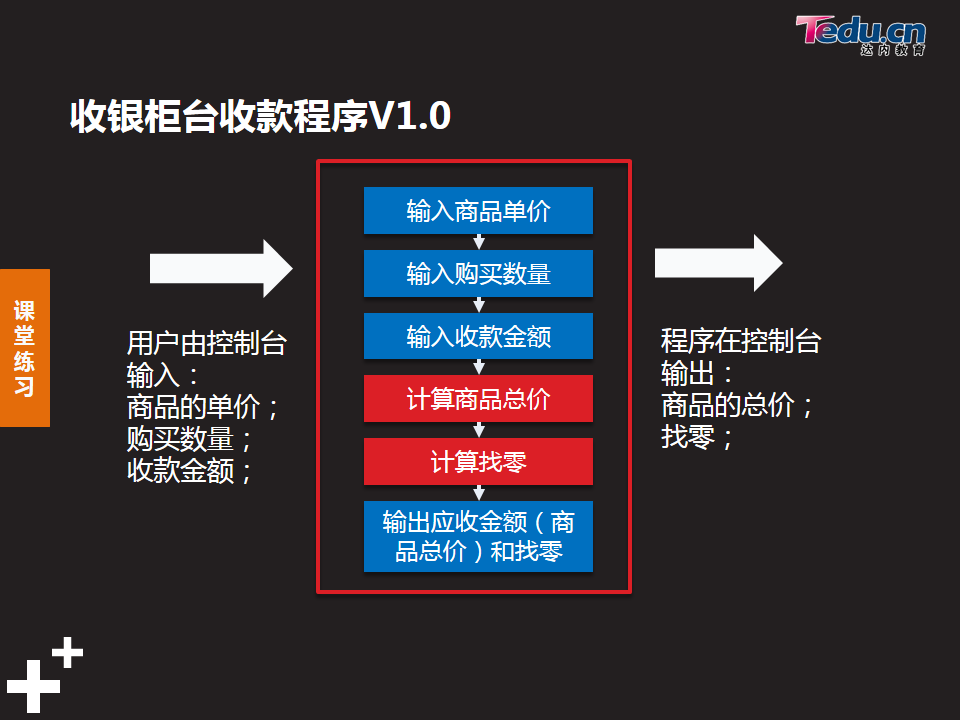 Tedu.cn
达内教育
收银柜台收款程序V1.0
课
堂
练
习
用户由控制台
输入：
商品的单价；
购买数量；
收款金额；
输入商品单价
输入购买数量
输入收款金额
计算商品总价
计算找零
输出应收金额（商
品总价）和找零
程序在控制台
输出：
商品的总价；
找零；